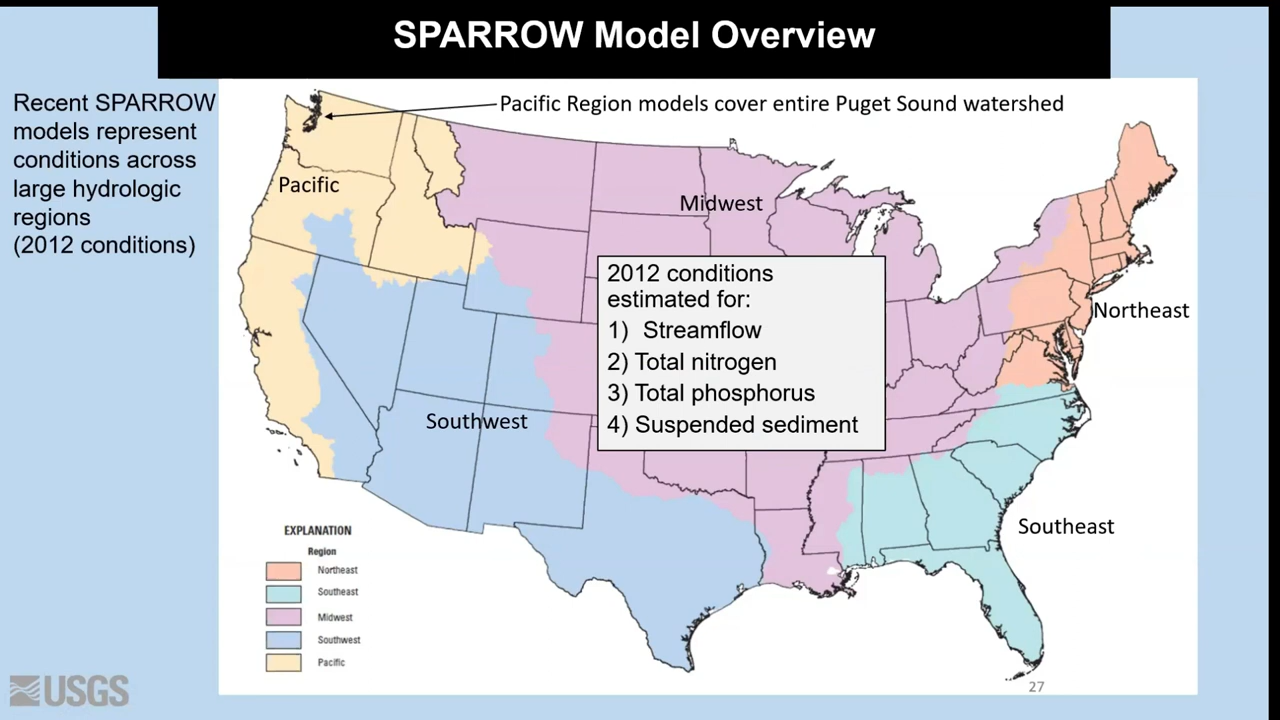 SPARROW Model Overview
Recent SPARROW
models represent
conditions across
large hydrologic
regions
(2012 conditions)
Pacific Region models cover entire Puget Sound watershed
Pacific
Midwest
2012 conditions
estimated for:
1) Streamflow
2) Total nitrogen
3) Total phosphorus
4) Suspended sediment
Northeast
Southwest
Southeast
EXPLANATION
Region
Northeast
Southeast
Midwest
Southwest
Pacific
USGS
27